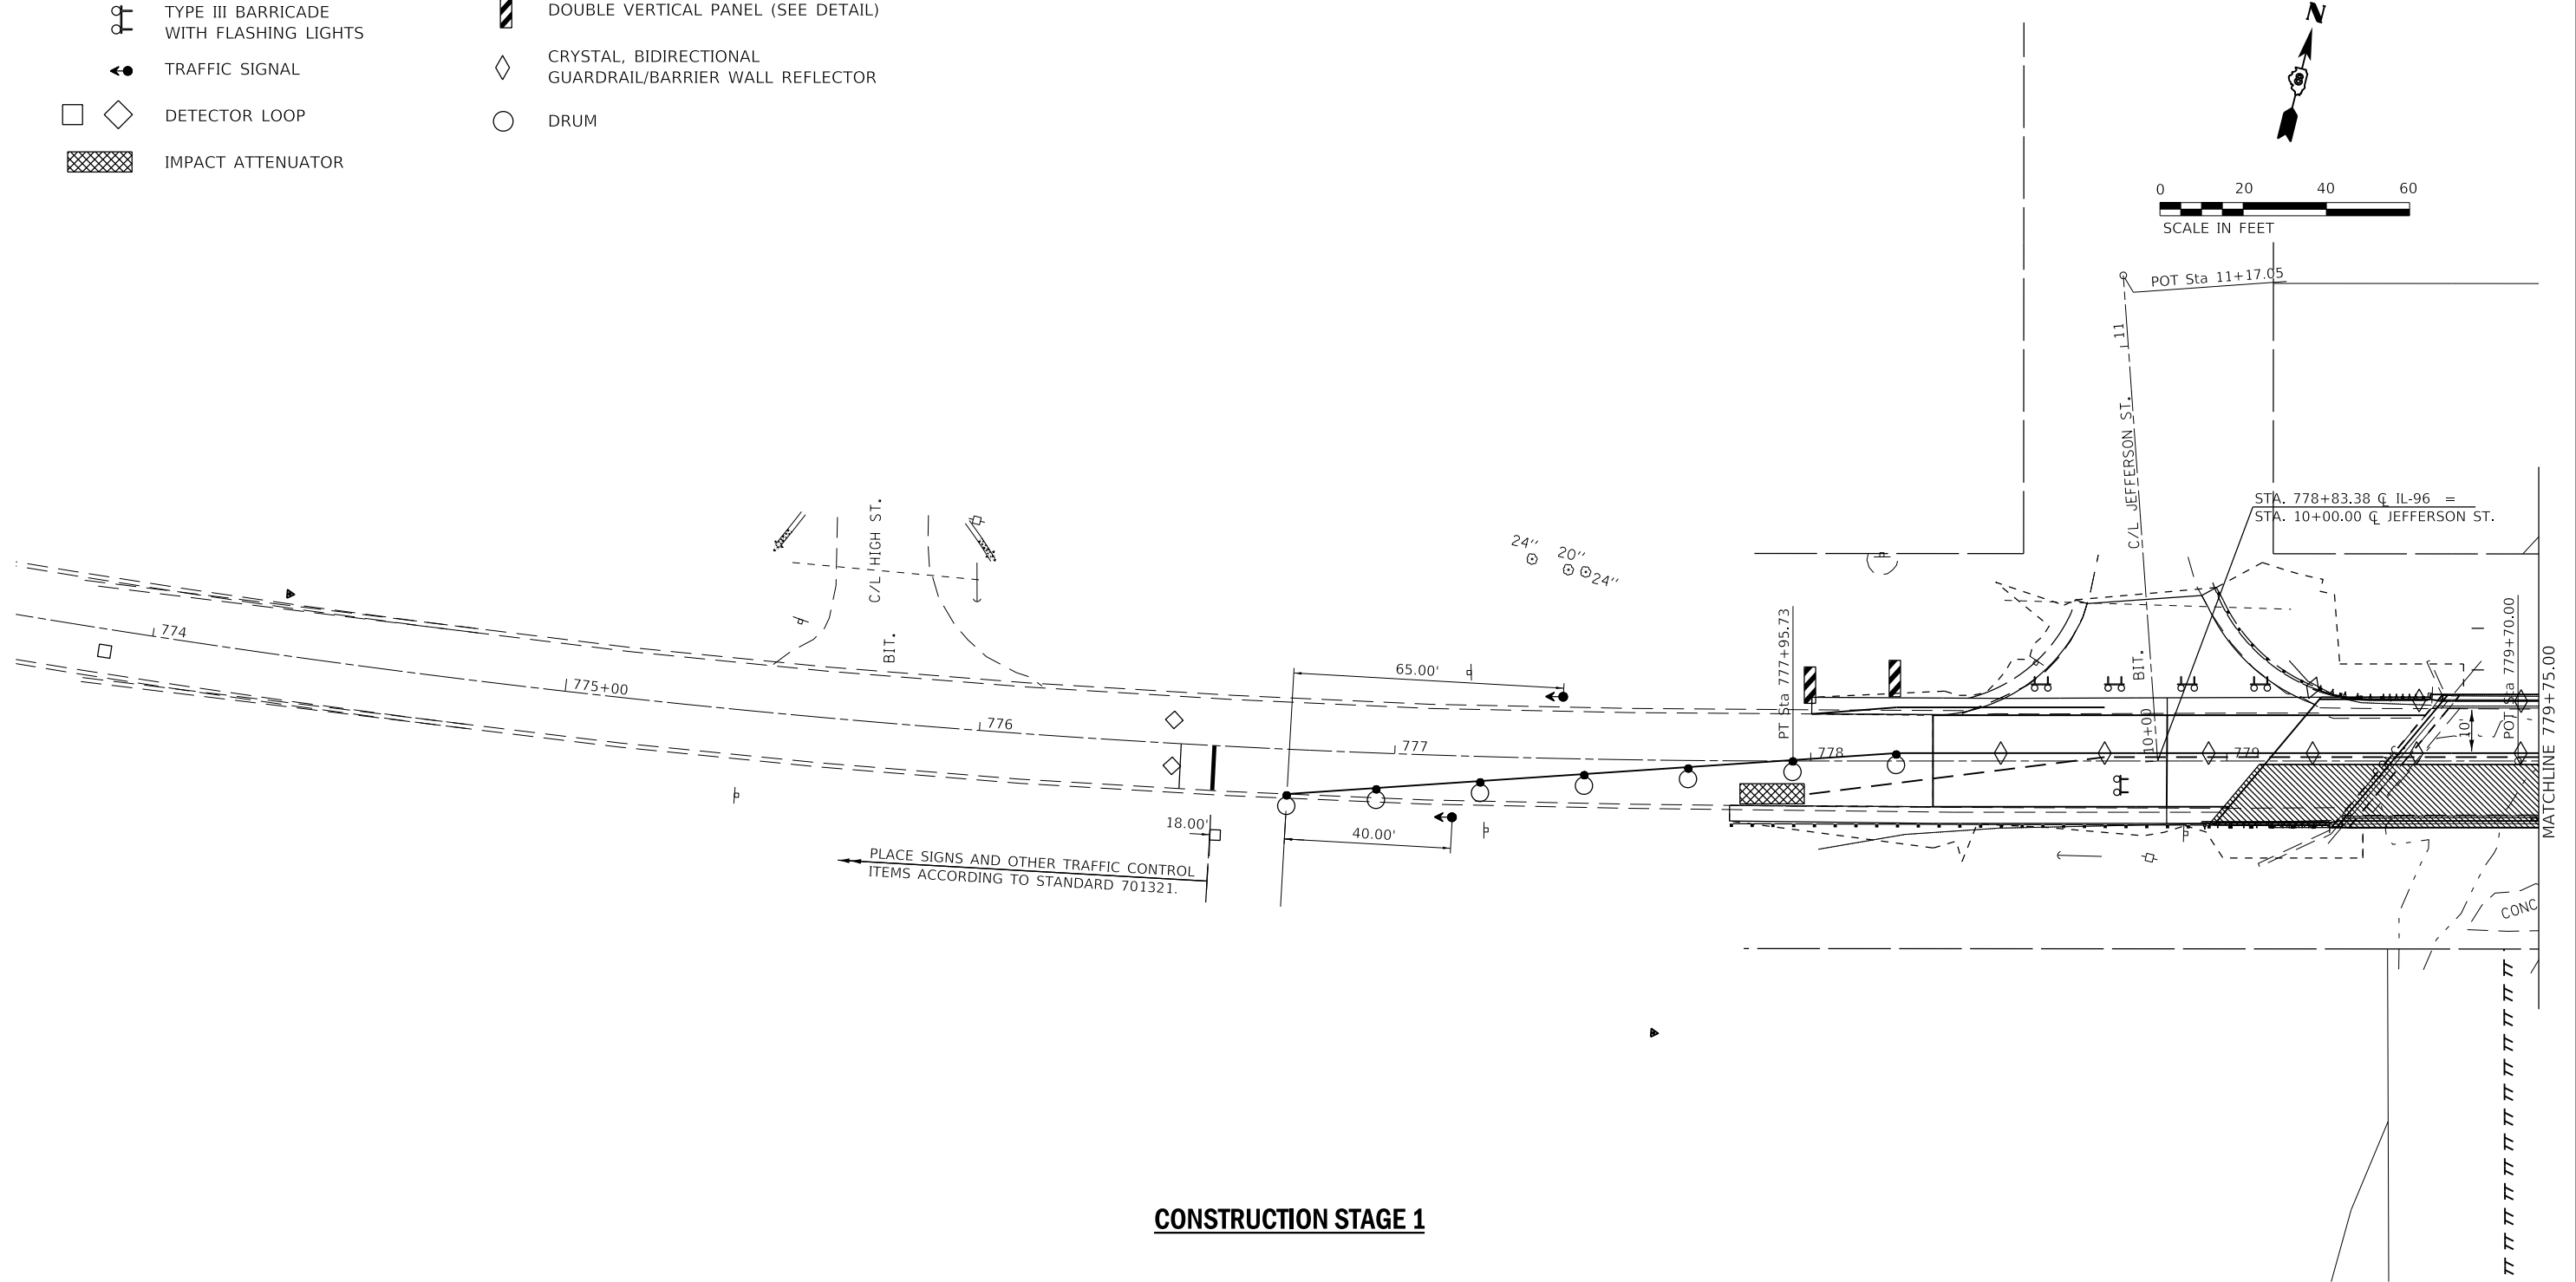 TYPE III BARRICADE
WITH FLASHING LIGHTS
DOUBLE VERTICAL PANEL (SEE DETAIL)
TRAFFIC SIGNAL
CRYSTAL, BIDIRECTIONAL
GUARDRAIL/BARRIER WALL REFLECTOR
DETECTOR LOOP
DRUM
IMPACT ATTENUATOR
N
8
0 20 40 60
SCALE IN FEET
POT Sta 11+17.05
11
C/L JEFFERSON ST.
STA. 778+83.38 ℄ IL-96 =
STA. 10+00.00 ℄ JEFFERSON ST.
C/L HIGH ST.
BIT.
24''
20''
24''
774
775+00
776
777
778
779
65.00'
PT Sta 777+95.73
BIT.
10+00
10'
POT Sta 779+70.00
MATCHLINE 779+75.00
18.00'
40.00'
PLACE SIGNS AND OTHER TRAFFIC CONTROL
ITEMS ACCORDING TO STANDARD 701321.
CONC
CONSTRUCTION STAGE 1